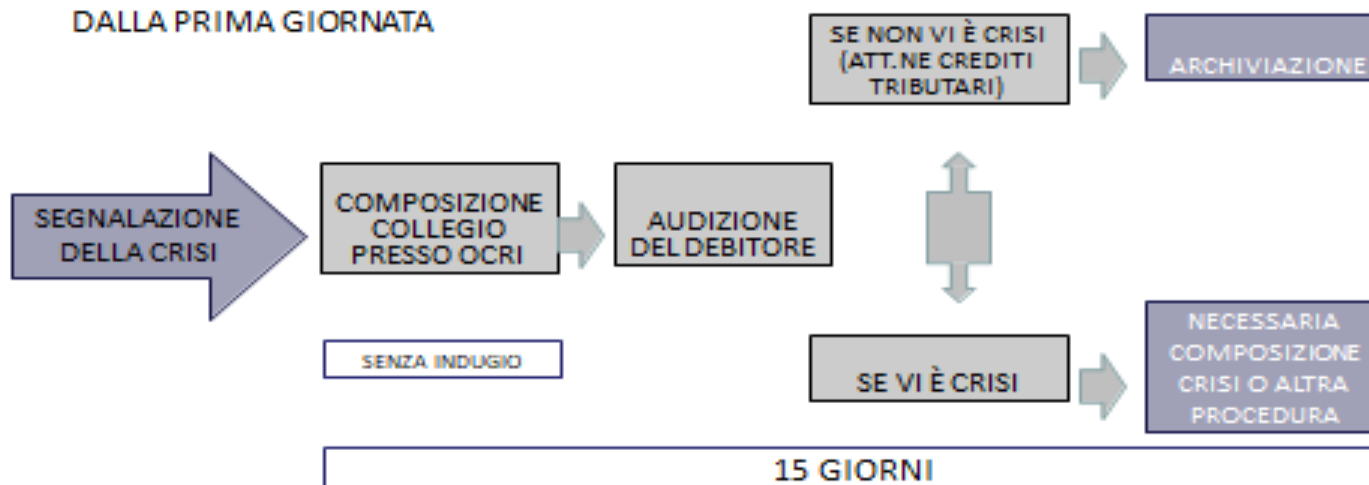 DALLA PRIMA GIORNATA
SE NON VI È CRISI
(ATT.NE CREDITI
TRIBUTARI)
ARCHIVIAZIONE
SEGNALAZIONE
DELLA CRISI
COMPOSIZIONE
COLLEGIO
PRESSO OCRI
AUDIZIONE
DEL DEBITORE
SENZA INDUGIO
SE VI È CRISI
NECESSARIA
COMPOSIZIONE
CRISI O ALTRA
PROCEDURA
15 GIORNI